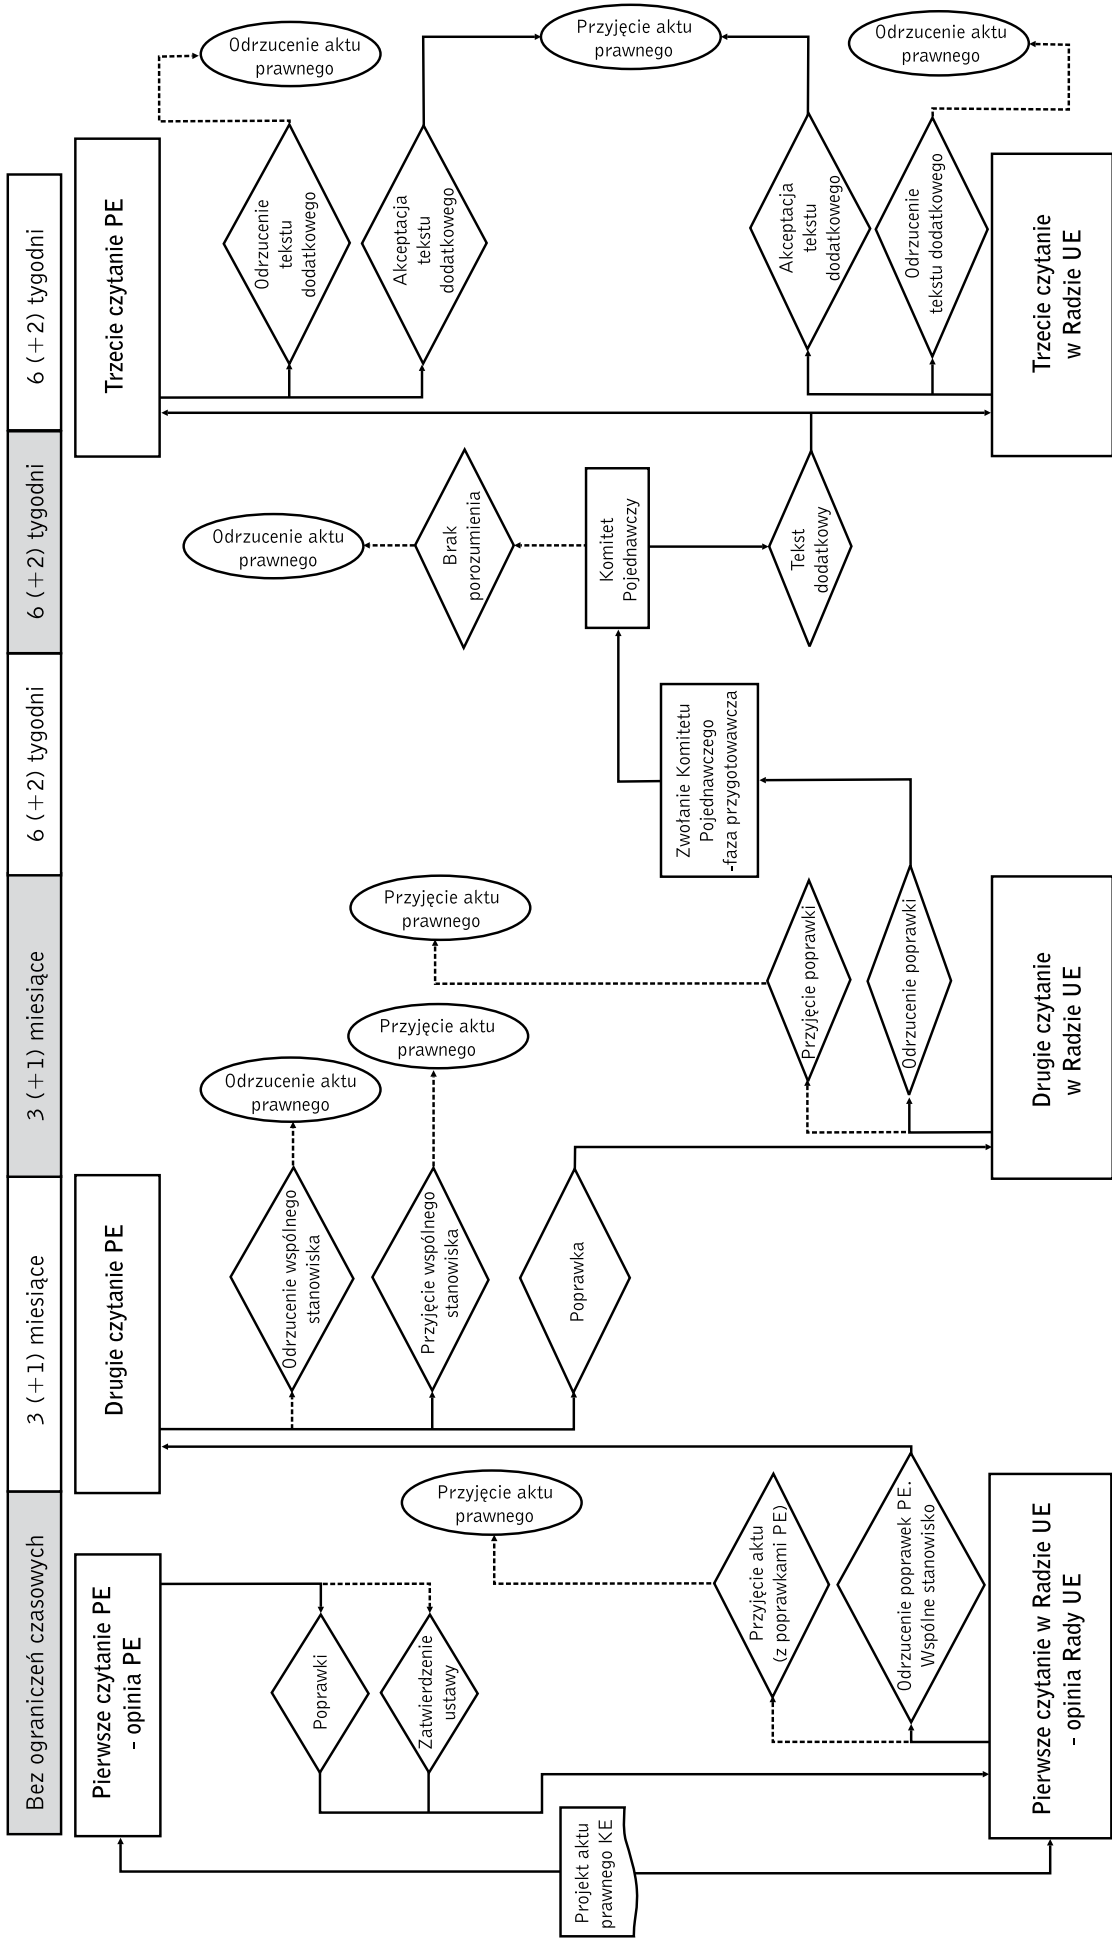 Bez ograniczeń czasowych
3 (+1) miesiące
3 (+1) miesiące
6 (+2) tygodni
6 (+2) tygodni
6 (+2) tygodni
Projekt aktu
prawnego KE
Pierwsze czytanie PE
- opinia PE
Poprawki
Zatwierdzenie
ustawy
Przyjęcie aktu
prawnego
Przyjęcie aktu
(z poprawkami PE)
Odrzucenie poprawek PE.
Wspólne stanowisko
Pierwsze czytanie w Radzie UE
- opinia Rady UE
Drugie czytanie PE
Odrzucenie wspólnego
stanowiska
Przyjęcie wspólnego
stanowiska
Poprawka
Odrzucenie aktu
prawnego
Przyjęcie aktu
prawnego
Przyjęcie aktu
prawnego
Przyjęcie poprawki
Odrzucenie poprawki
Drugie czytanie
w Radzie UE
Zwołanie Komitetu
Pojednawczego
-faza przygotowawcza
Komitet
Pojednawczy
Brak
porozumienia
Odrzucenie aktu
prawnego
Tekst
dodatkowy
Trzecie czytanie PE
Odrzucenie
tekstu
dodatkowego
Akceptacja
tekstu
dodatkowego
Akceptacja
tekstu
dodatkowego
Odrzucenie
tekstu dodatkowego
Trzecie czytanie
w Radzie UE
Odrzucenie aktu
prawnego
Przyjęcie aktu
prawnego
Odrzucenie aktu
prawnego